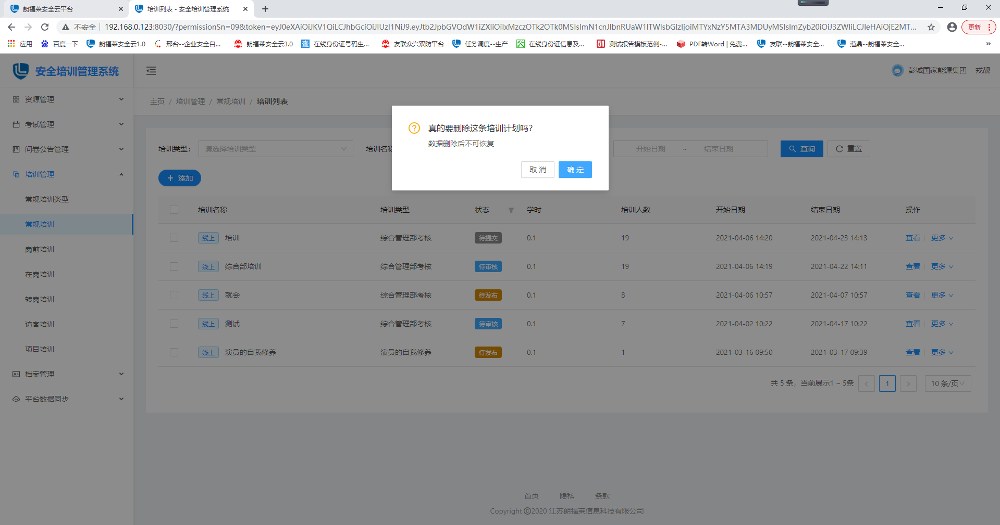 朗福莱安全云平台
培训列表 - 安全培训管理系统
不安全
192.168.0.123:8030/?permissionSn=09&token=eyJ0eXAiOiJKV1QiLCJhbGciOiJIUzI1NiJ9.eyJtb2JpbGVOdW1iZXIiOiIxMzczOTk2OTk0MSIsImN1cnJlbnRUaW1lTWlsbGlzIjoiMTYxNzY5MTA3MDUyMSIsImZyb20iOiJ3ZWIiLCJleHAiOjE2MT...
更新
应用
百度一下
朗福莱安全云1.0
邢台--企业安全自...
朗福莱安全云3.0
查 在线身份证号码生...
友联众兴双防平台
任务调度--生产
在线身份证信息及...
51 测试报告模板范例-...
PDF转Word | 免费...
友联--朗福莱安全...
蕴鼎--朗福莱安全...
»
安全培训管理系统
彭城国家能源集团
戎靓
资源管理
考试管理
问卷公告管理
培训管理
常规培训类型
常规培训
岗前培训
在岗培训
转岗培训
访客培训
项目培训
档案管理
平台数据同步
主页 / 培训管理 / 常规培训 / 培训列表
真的要删除这条培训计划吗?
数据删除后不可恢复
取 消
确 定
培训类型: 请选择培训类型
培训名称
开始日期 ~ 结束日期
查询
重置
添加
培训名称 培训类型 状态 学时 培训人数 开始日期 结束日期 操作
线上 培训 综合管理部考核 待提交 0.1 19 2021-04-06 14:20 2021-04-23 14:13 查看 更多
线上 综合部培训 综合管理部考核 待审核 0.1 19 2021-04-06 14:19 2021-04-22 14:11 查看 更多
线上 就会 综合管理部考核 待发布 0.1 8 2021-04-06 10:57 2021-04-07 10:57 查看 更多
线上 测试 综合管理部考核 待审核 0.1 7 2021-04-02 10:22 2021-04-17 10:22 查看 更多
线上 演员的自我修养 演员的自我修养 待发布 0.1 1 2021-03-16 09:50 2021-03-17 09:39 查看 更多
共 5 条，当前展示1 ~ 5条 < 1 > 10 条/页
首页 隐私 条款
Copyright ©2020 江苏朗福莱信息科技有限公司